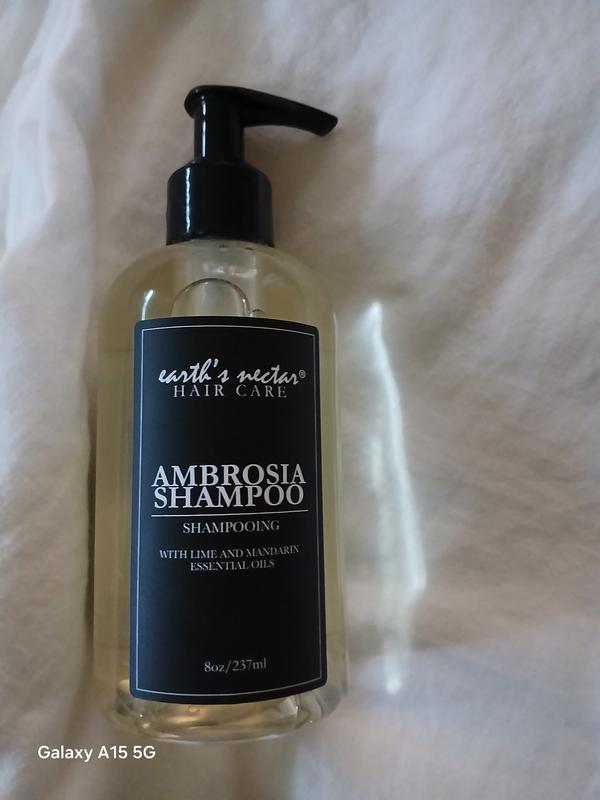 earth's nectar®
HAIR CARE
AMBROSIA
SHAMPOO
SHAMPOOING
WITH LIME AND MANDARIN
ESSENTIAL OILS
8oz/237ml
Galaxy A15 5G